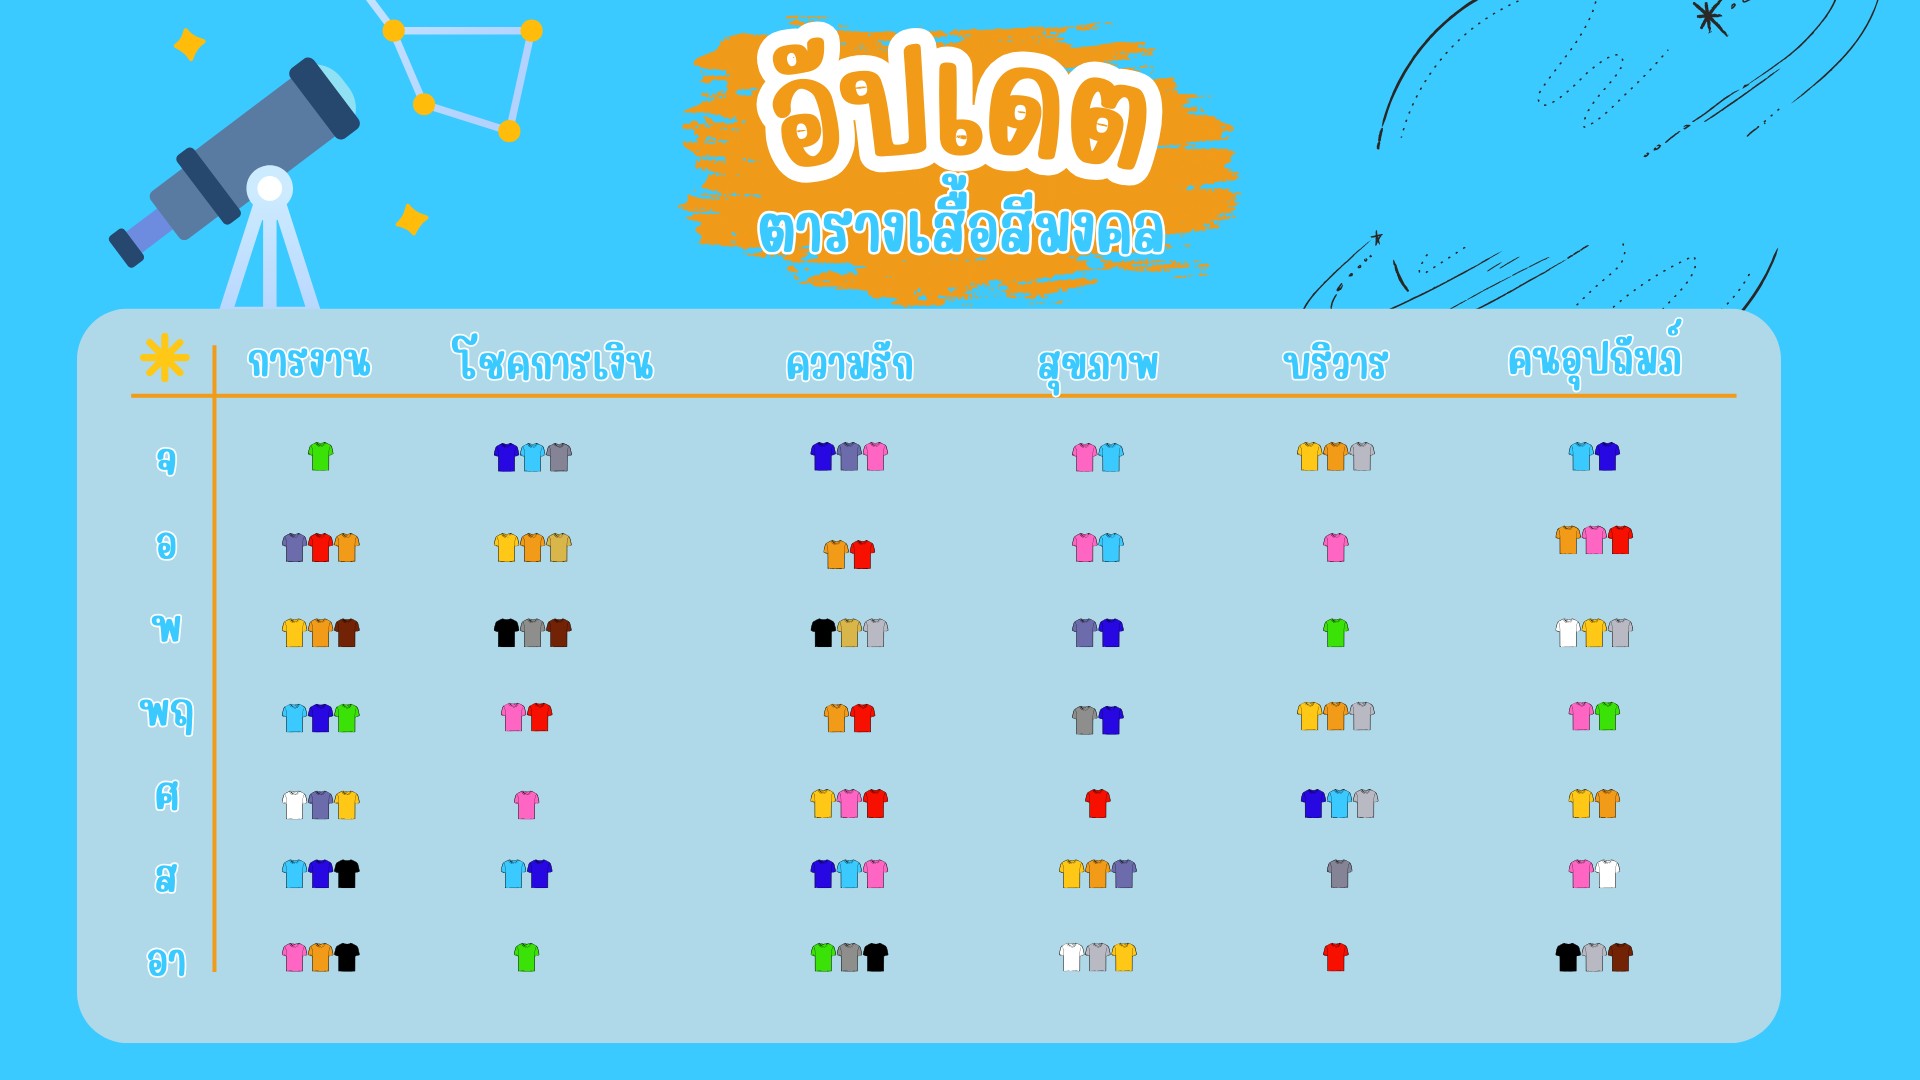 อัปเดต
ตารางเสื้อสีมงคล
การงาน โชคการเงิน ความรัก สุขภาพ บริวาร คนอุปถัมภ์
จ
อ
พ
พฤ
ศ
ส
อา